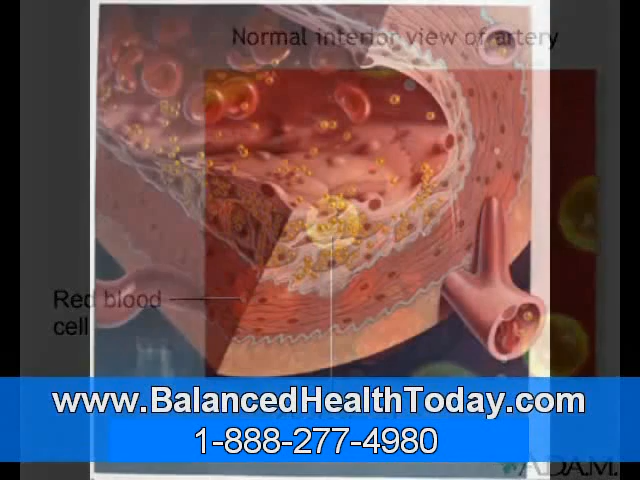 Normal interior view of artery
Red blood
cell
www.BalancedHealthToday.com
1-888-277-4980
A.D.A.M.